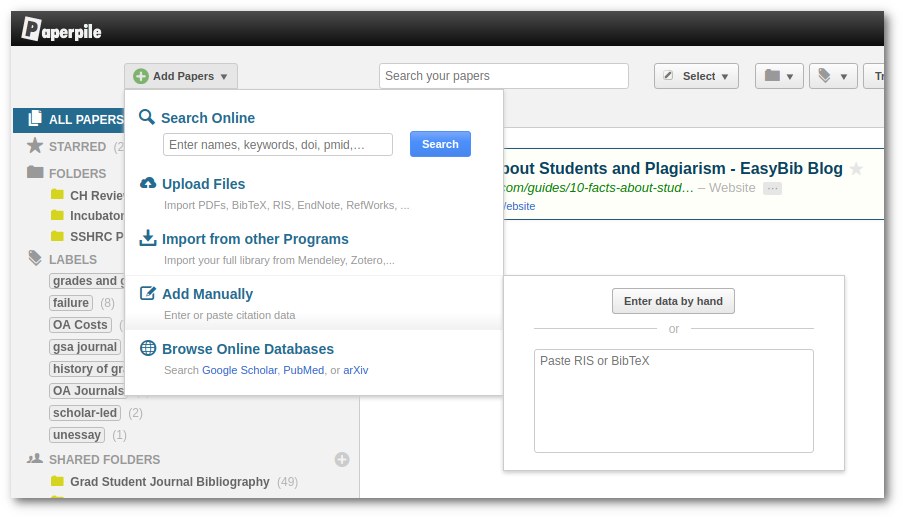 Paperpile
Add Papers
Search your papers
Select
Search Online
Enter names, keywords, doi, pmid,…
Search
Upload Files
Import PDFs, BibTeX, RIS, EndNote, RefWorks, ...
Import from other Programs
Import your full library from Mendeley, Zotero,...
Add Manually
Enter or paste citation data
Browse Online Databases
Search Google Scholar, PubMed, or arXiv
ALL PAPERS
STARRED
FOLDERS
CH Review
Incubator
SSHRC P
LABELS
grades and g
failure (8)
OA Costs
gsa journal
history of gr
OA Journals
scholar-led (2)
unessay (1)
SHARED FOLDERS
Grad Student Journal Bibliography (49)
bout Students and Plagiarism - EasyBib Blog
com/guides/10-facts-about-stud… – Website
ebsite
Enter data by hand
or
Paste RIS or BibTeX